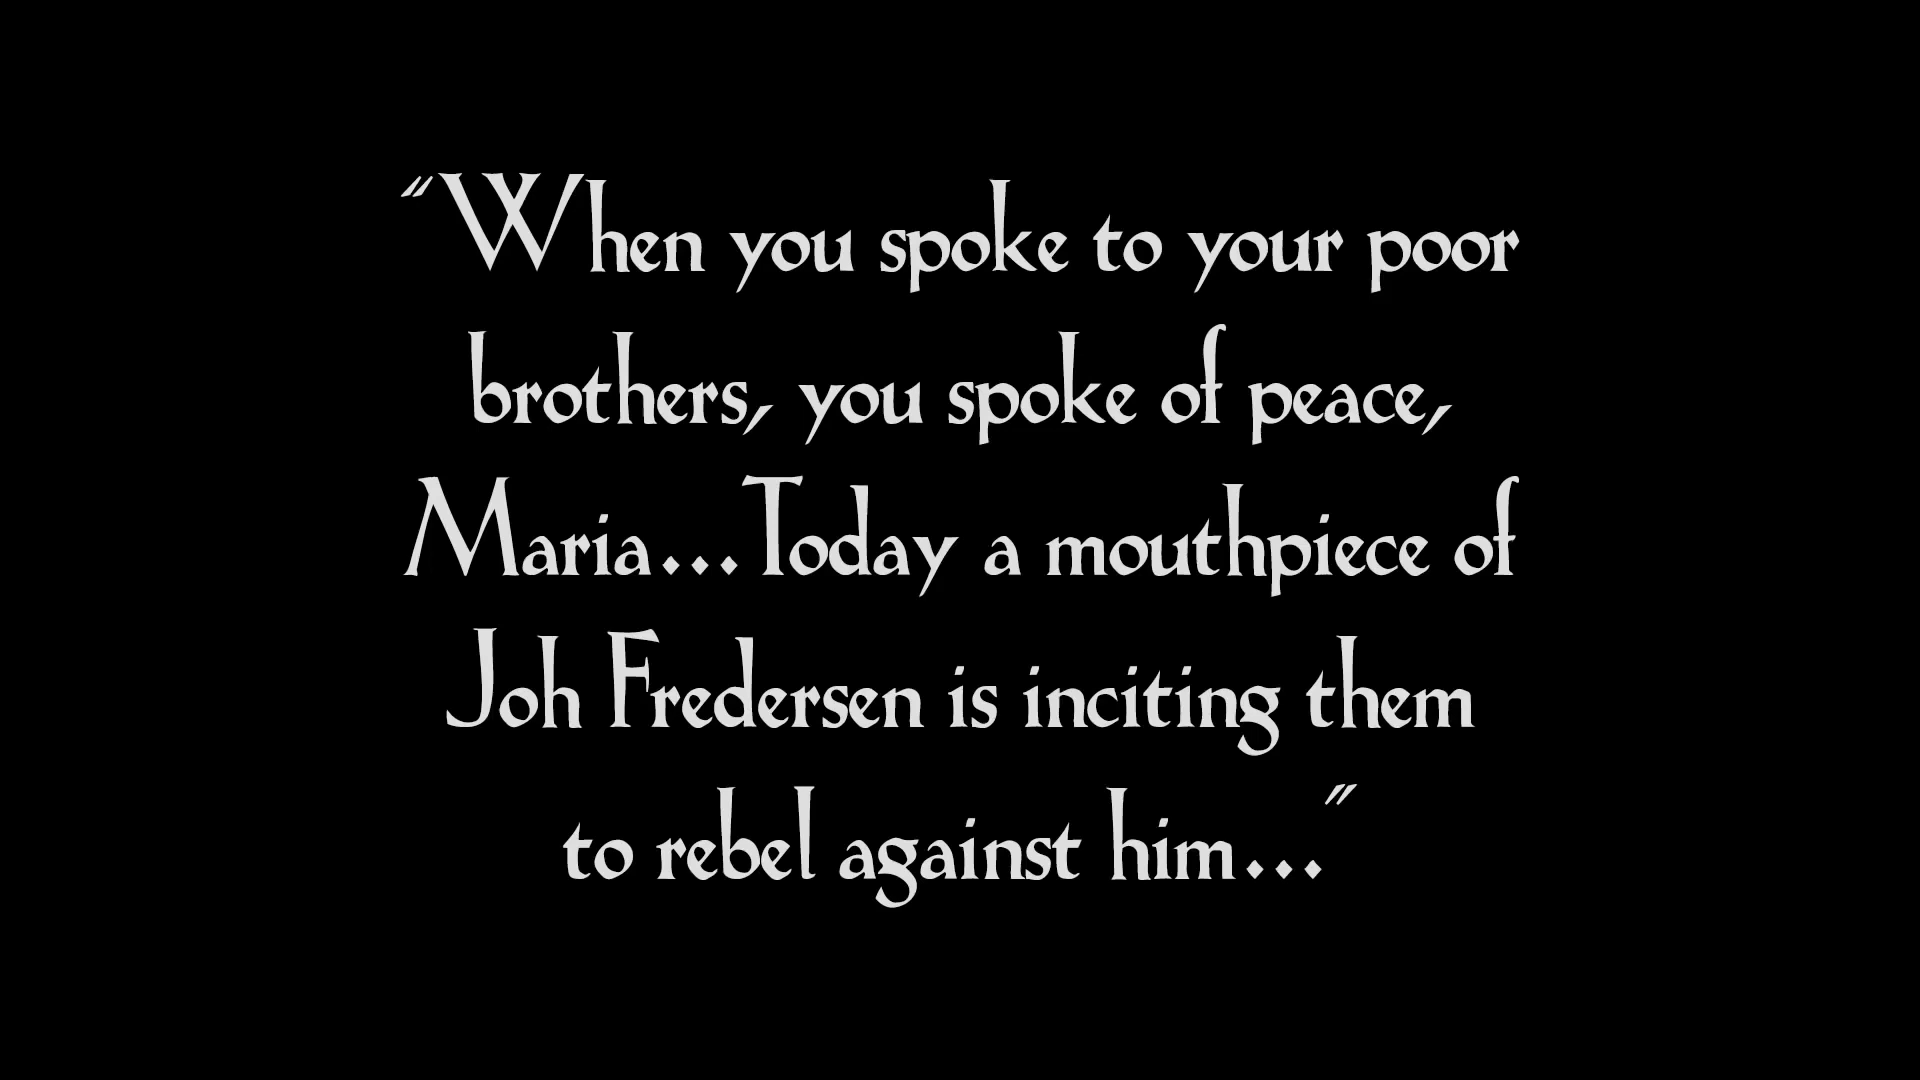 “When you spoke to your poor
brothers, you spoke of peace,
Maria...Today a mouthpiece of
Joh Fredersen is inciting them
to rebel against him...”